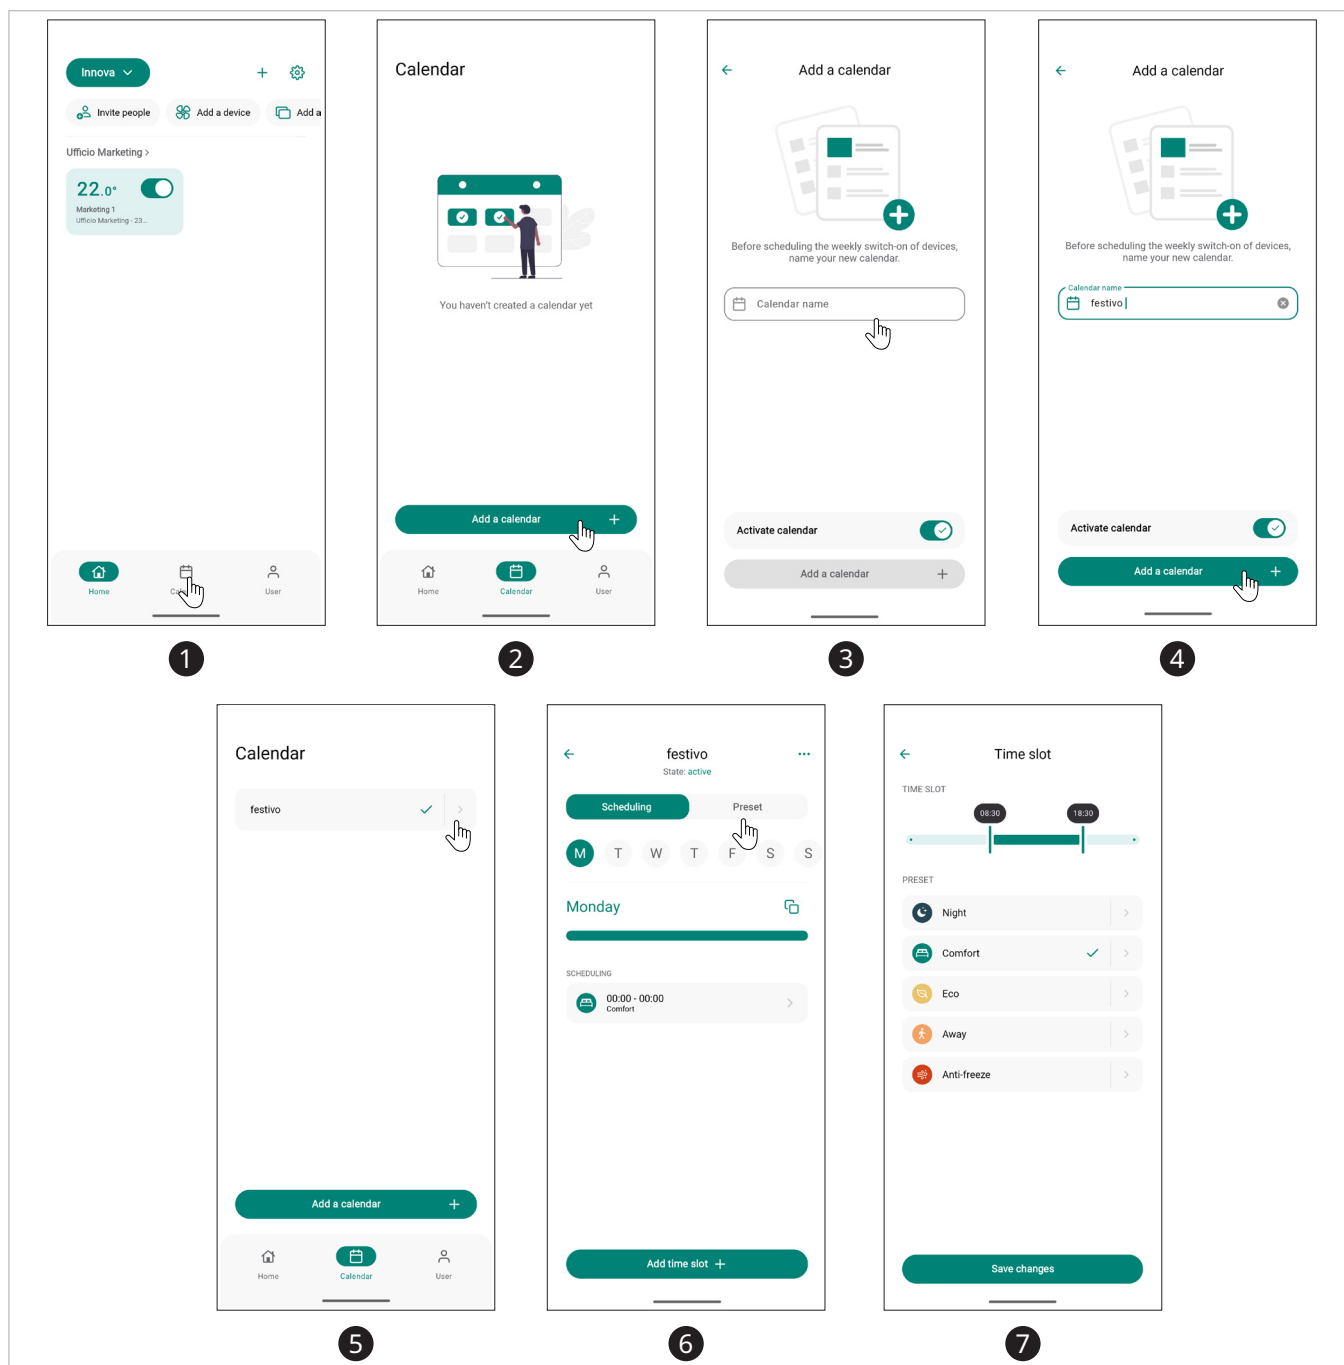 Innova
Invite people
Add a device
Add a
Ufficio Marketing >
22.0°
Marketing 1
Ufficio Marketing - 23...
Home
User
1
Calendar
You haven't created a calendar yet
Add a calendar
Home
Calendar
User
2
Add a calendar
Before scheduling the weekly switch-on of devices,
name your new calendar.
Calendar name
Activate calendar
Add a calendar
3
Add a calendar
Before scheduling the weekly switch-on of devices,
name your new calendar.
Calendar name
festivo
Activate calendar
Add a calendar
4
Calendar
festivo
Add a calendar
Home
Calendar
User
5
festivo
State: active
Scheduling Preset
M T W T F S S
Monday
SCHEDULING
00:00 - 00:00
Comfort
Add time slot
6
Time slot
TIME SLOT
08:30 18:30
PRESET
Night
Comfort
Eco
Away
Anti-freeze
Save changes
7